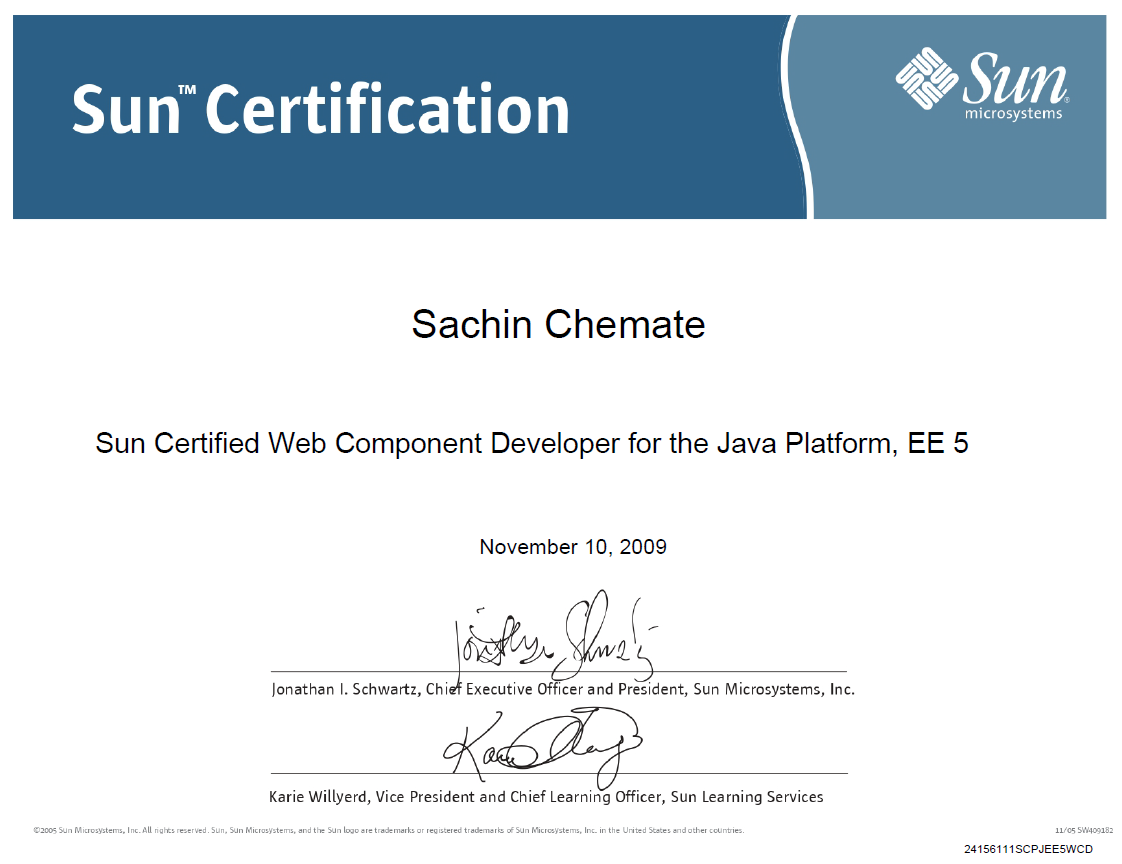 Sun™ Certification
Sun®
microsystems
Sachin Chemate
Sun Certified Web Component Developer for the Java Platform, EE 5
November 10, 2009
Jonathan I. Schwartz, Chief Executive Officer and President, Sun Microsystems, Inc.
Karie Willyerd, Vice President and Chief Learning Officer, Sun Learning Services
©2005 Sun Microsystems, Inc. All rights reserved. Sun, Sun Microsystems, and the Sun logo are trademarks or registered trademarks of Sun Microsystems, Inc. in the United States and other countries.
11/05 SW409182
24156111SCPJEE5WCD